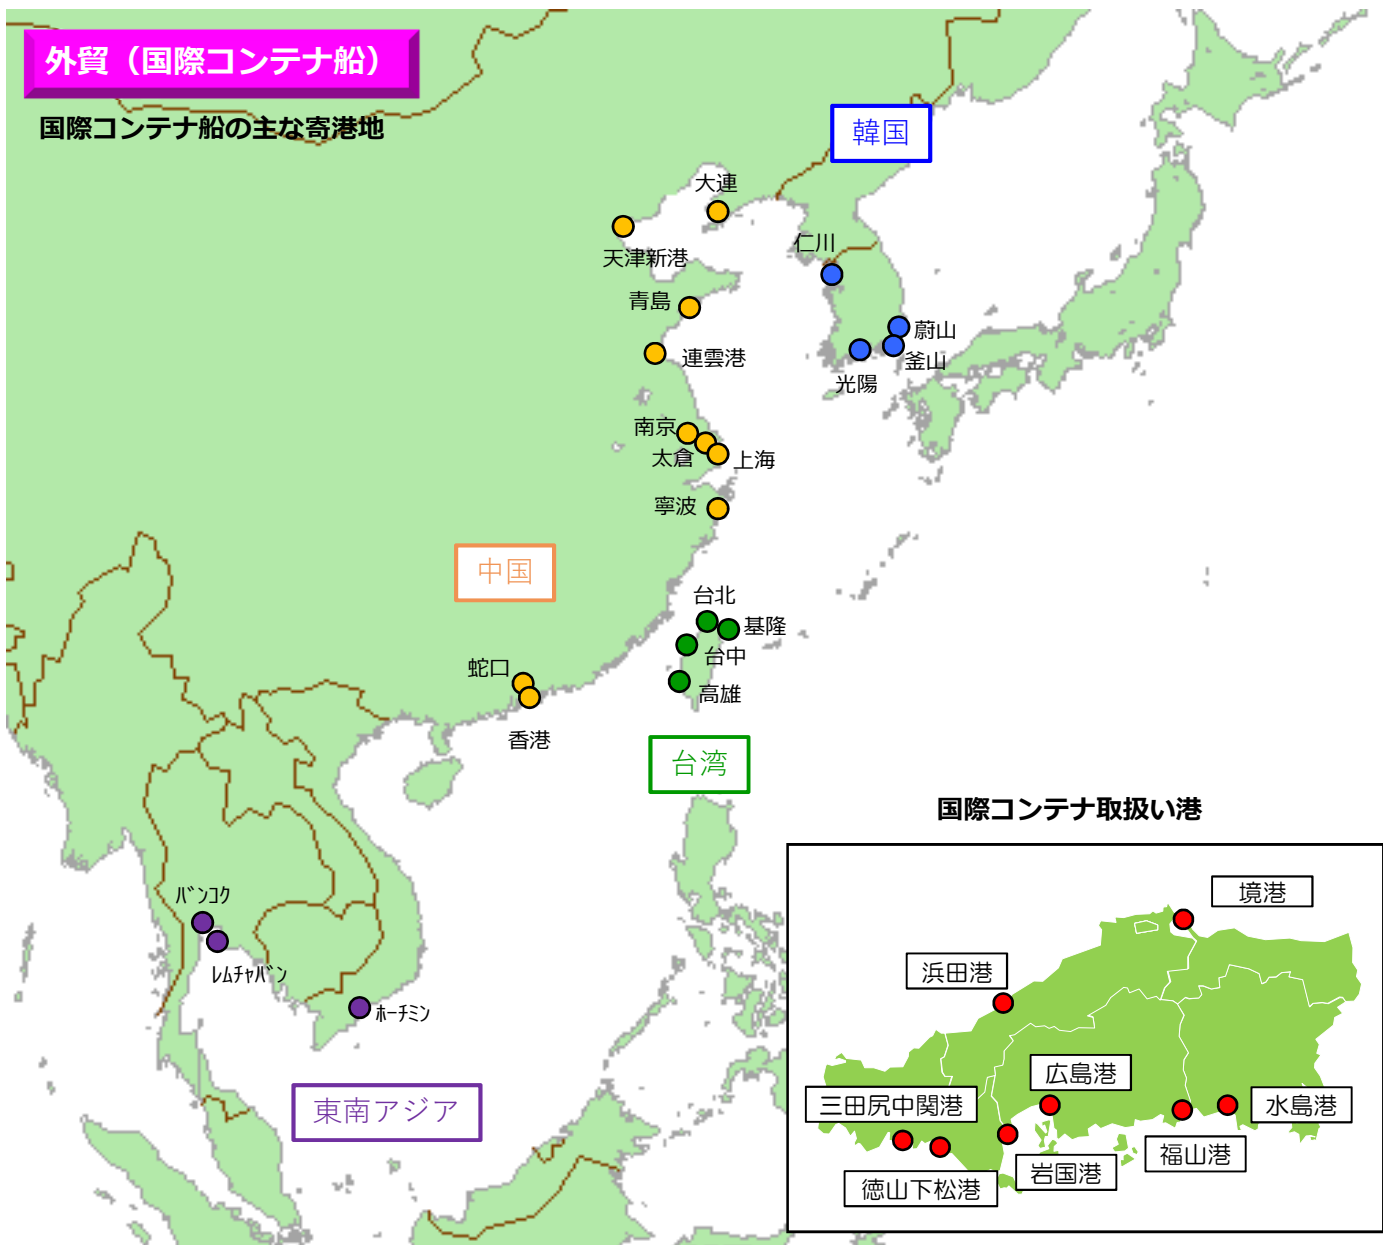 外貿（国際コンテナ船）
国際コンテナ船の主な寄港地
韓国
大連
天津新港
仁川
青島
蔚山
連雲港
釜山
光陽
南京
太倉
上海
寧波
中国
台北
基隆
台中
蛇口
高雄
香港
台湾
ﾊﾞﾝｺｸ
ﾚﾑﾁｬﾊﾞﾝ
ﾎｰﾁﾐﾝ
東南アジア
国際コンテナ取扱い港
境港
浜田港
広島港
三田尻中関港
水島港
福山港
岩国港
徳山下松港